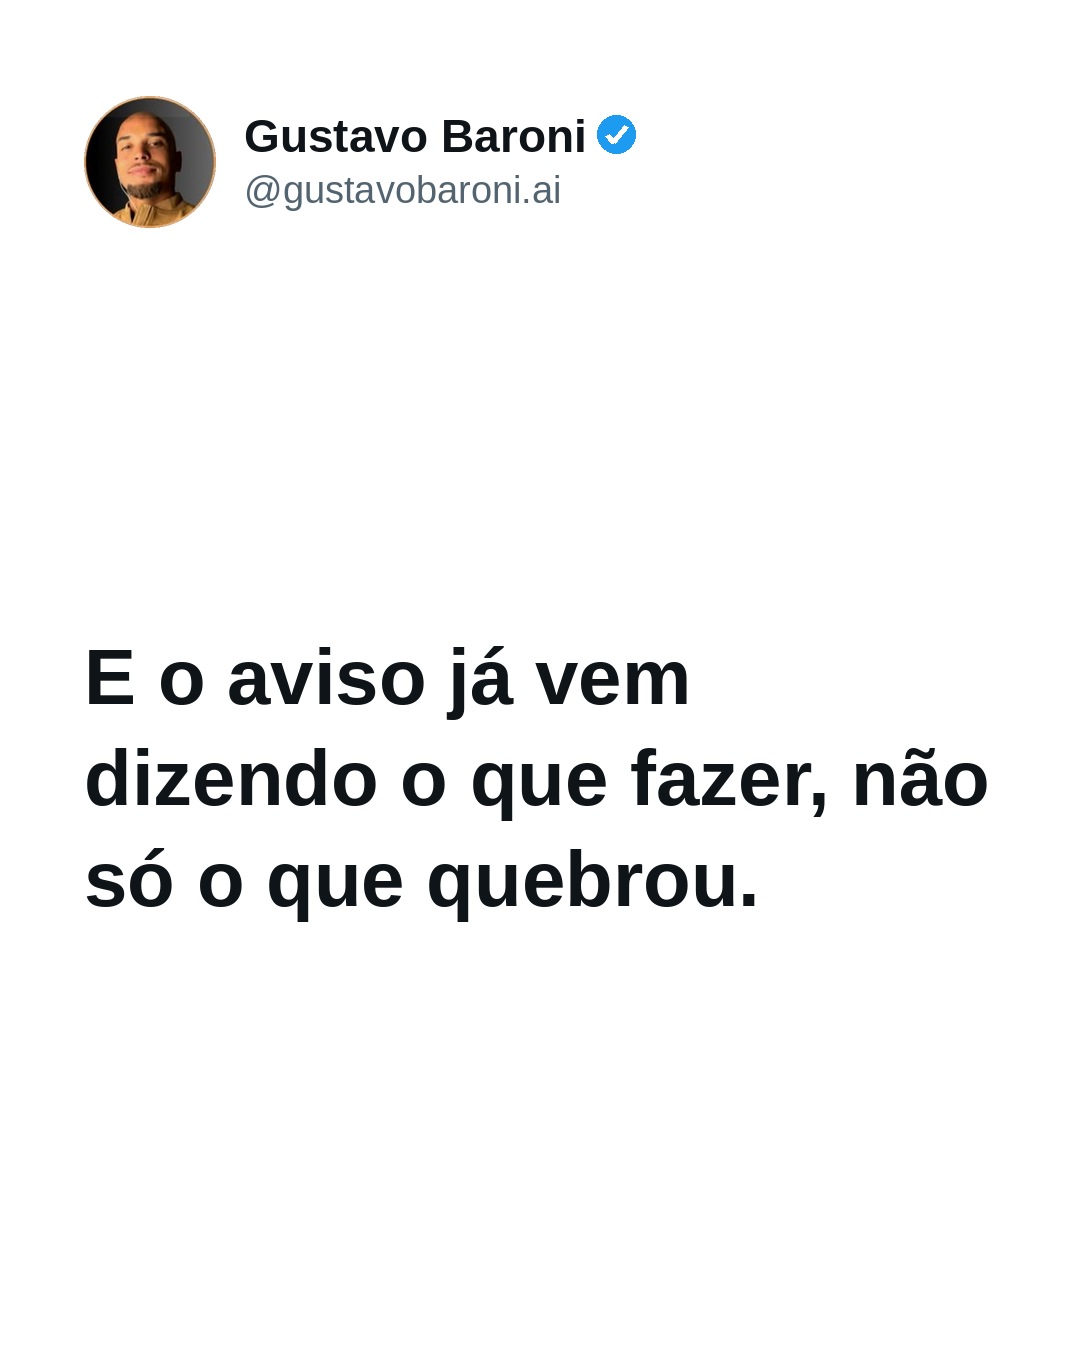 Gustavo Baroni
@gustavobaroni.ai
E o aviso já vem
dizendo o que fazer, não
só o que quebrou.